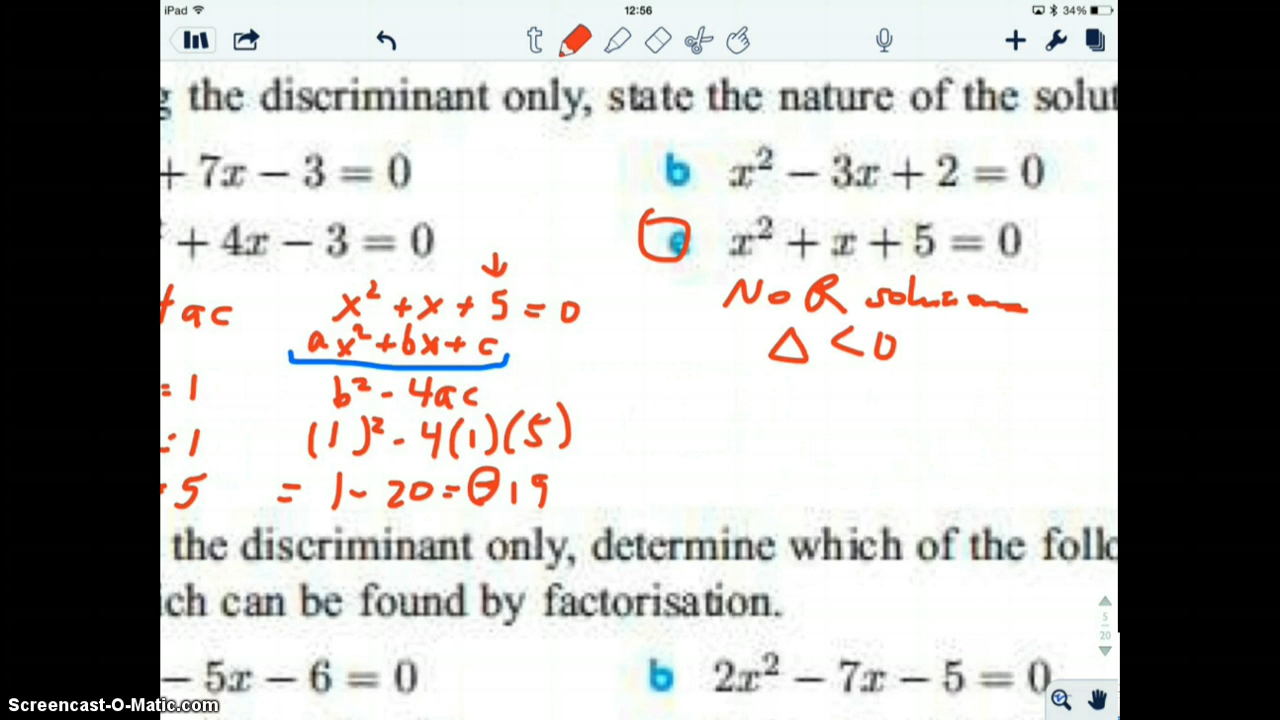 iPad 12:56 34%
t
g the discriminant only, state the nature of the solut
+ 7x − 3 = 0 b x² − 3x + 2 = 0
+ 4x − 3 = 0 e x² + x + 5 = 0
ac x² + x + 5 = 0 No R solutions
ax² + bx + c Δ < 0
= 1 b² - 4ac
= 1 (1)² - 4(1)(5)
= 5 = 1 - 20 = -19
the discriminant only, determine which of the follo
ch can be found by factorisation.
− 5x − 6 = 0 b 2x² − 7x − 5 = 0
5
20
Screencast-O-Matic.com